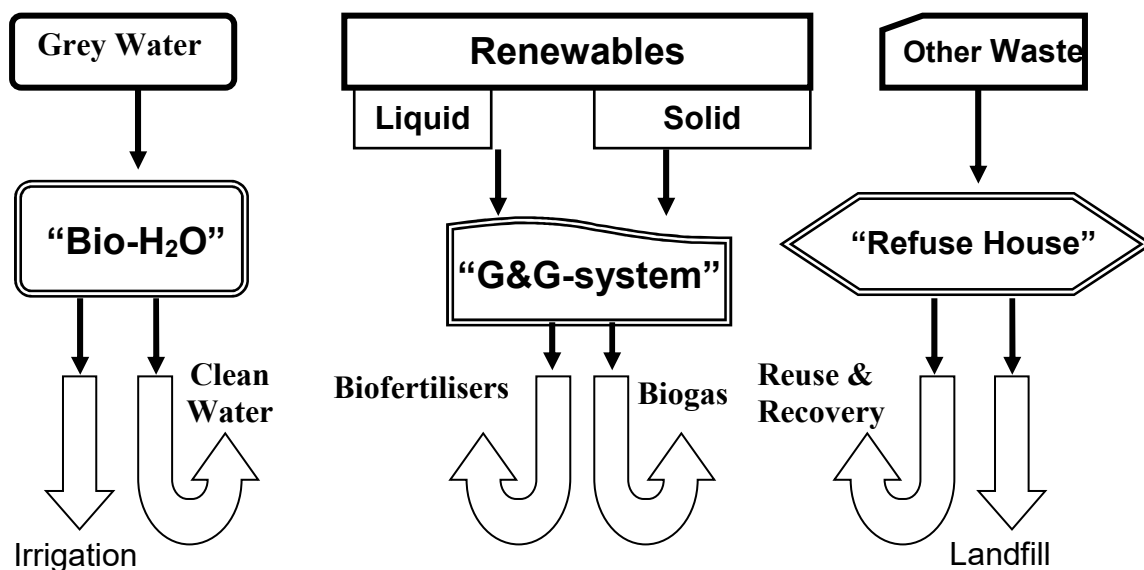 Grey Water
Renewables
Other Waste
Liquid
Solid
“Bio-H₂O”
“G&G-system”
“Refuse House”
Clean
Water
Biofertilisers
Biogas
Reuse &
Recovery
Irrigation
Landfill